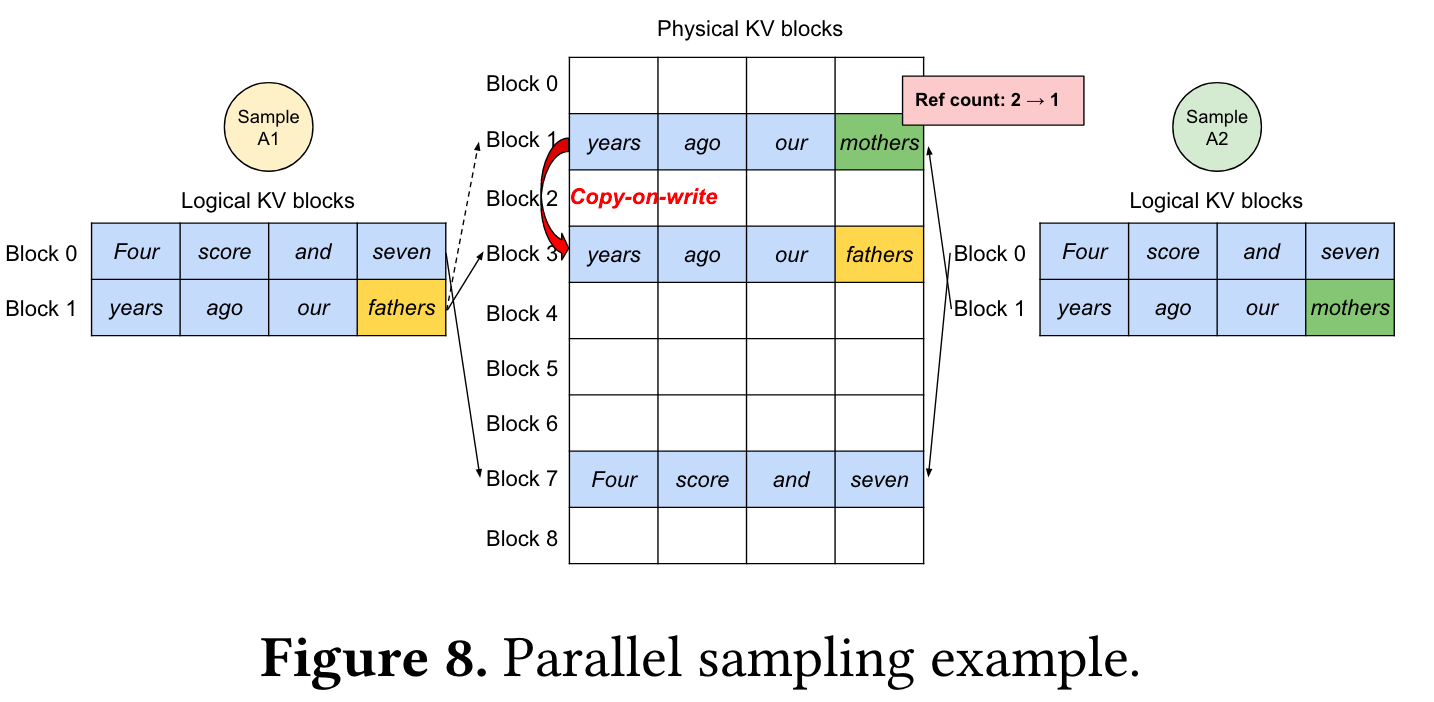 Physical KV blocks
Sample
A1
Logical KV blocks
Block 0 Four score and seven
Block 1 years ago our fathers
Block 0
Ref count: 2 → 1
Block 1 years ago our mothers
Block 2 Copy-on-write
Block 3 years ago our fathers
Block 4
Block 5
Block 6
Block 7 Four score and seven
Block 8
Sample
A2
Logical KV blocks
Block 0 Four score and seven
Block 1 years ago our mothers
Figure 8. Parallel sampling example.